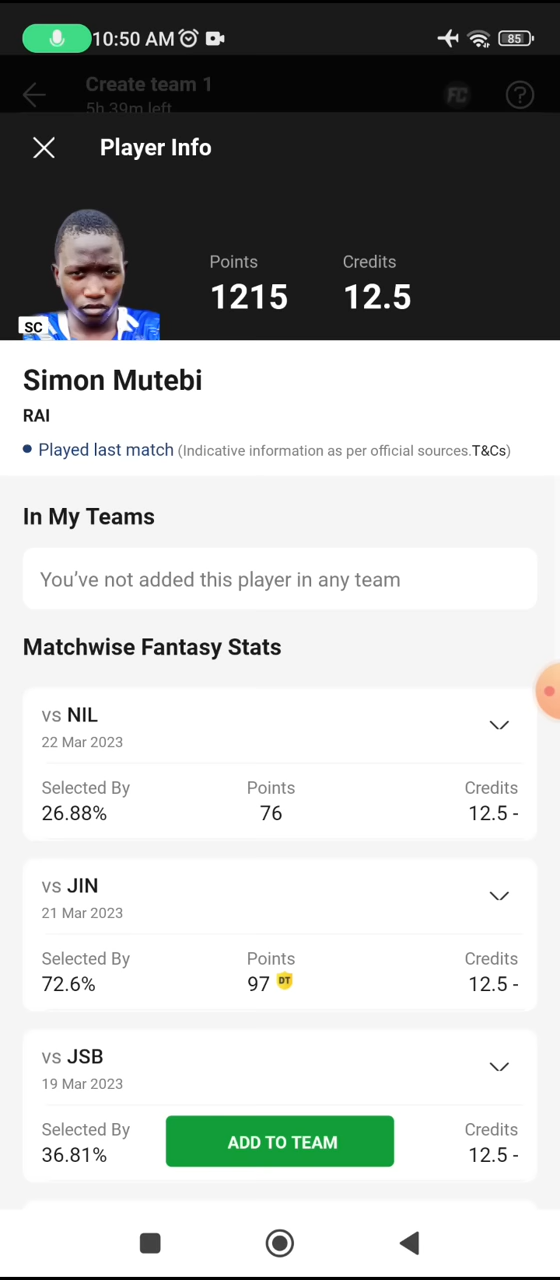 10:50 AM
85
Create team 1
5h 39m left
FC
?
Player Info
Points
Credits
1215
12.5
SC
Simon Mutebi
RAI
Played last match (Indicative information as per official sources.T&Cs)
In My Teams
You've not added this player in any team
Matchwise Fantasy Stats
vs NIL
22 Mar 2023
Selected By
Points
Credits
26.88%
76
12.5 -
vs JIN
21 Mar 2023
Selected By
Points
Credits
72.6%
97 DT
12.5 -
vs JSB
19 Mar 2023
Selected By
Credits
36.81%
12.5 -
ADD TO TEAM